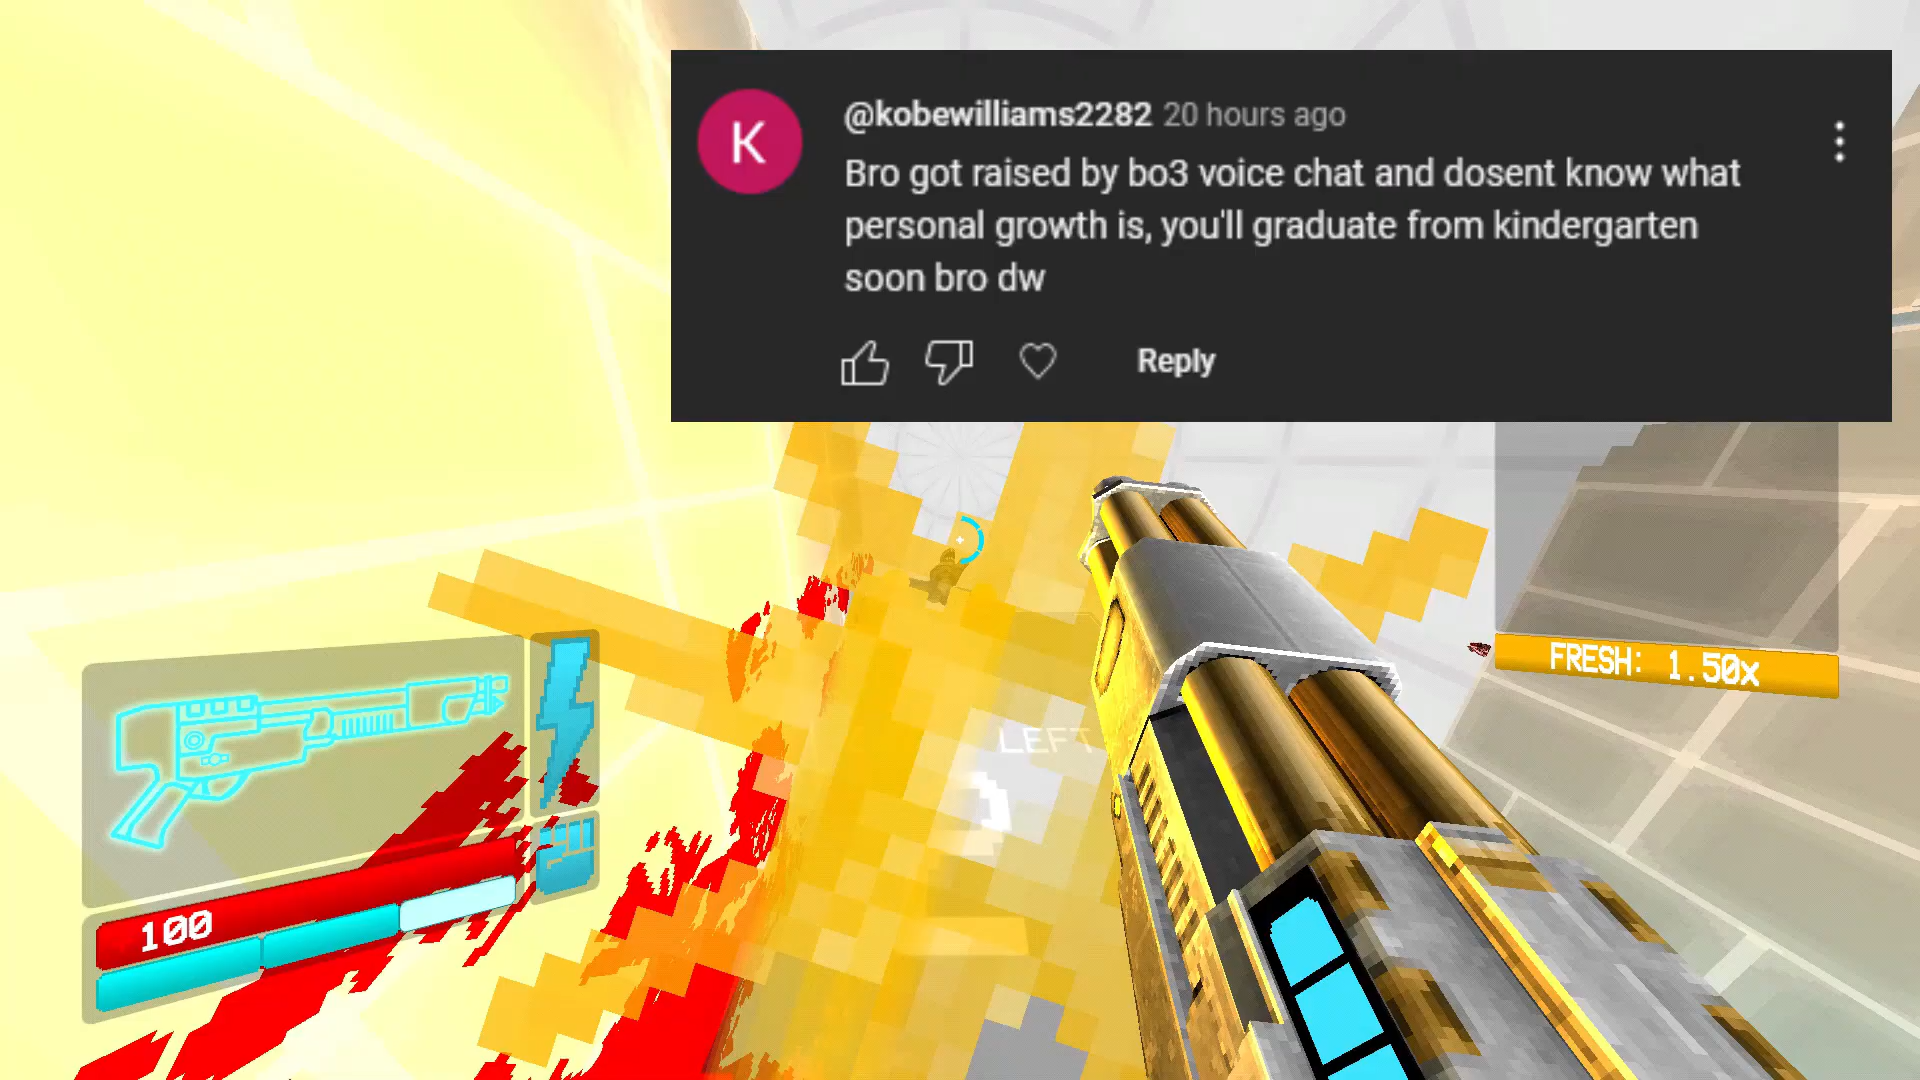 K
@kobewilliams2282 20 hours ago
Bro got raised by bo3 voice chat and dosent know what
personal growth is, you'll graduate from kindergarten
soon bro dw
Reply
LEFT
FRESH: 1.50x
100